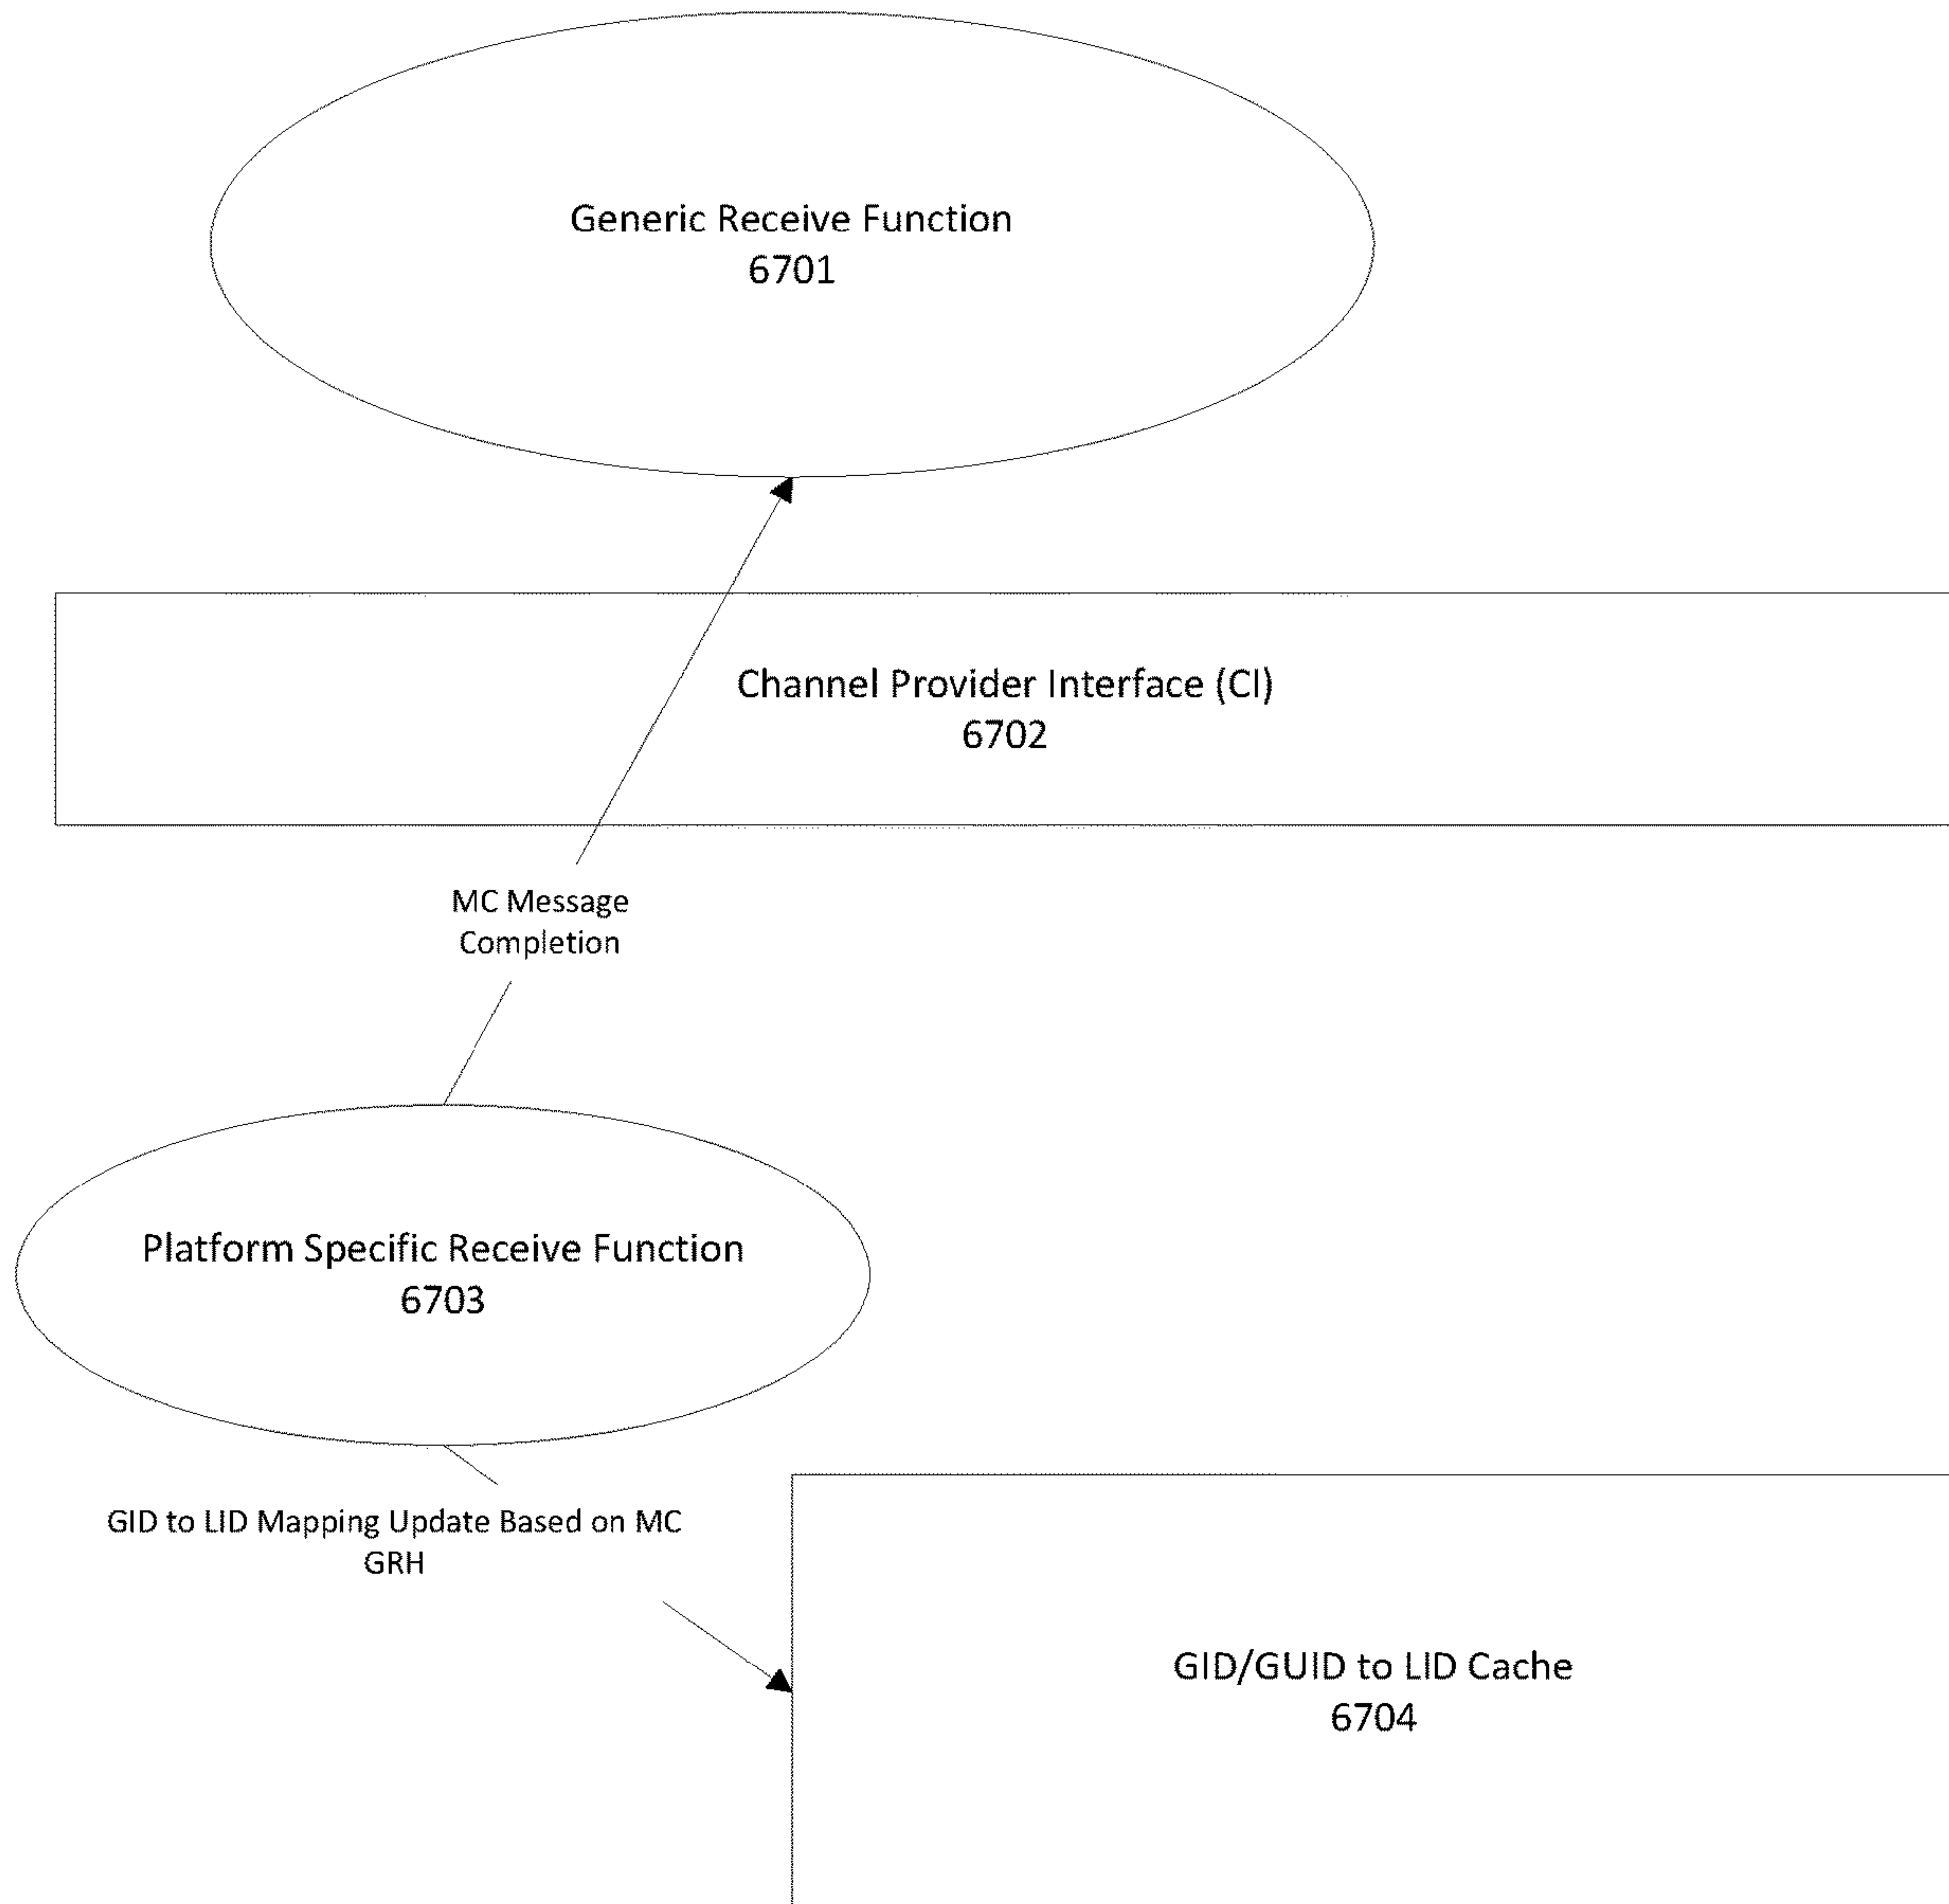 Generic Receive Function
6701
Channel Provider Interface (CI)
6702
MC Message
Completion
Platform Specific Receive Function
6703
GID to LID Mapping Update Based on MC
GRH
GID/GUID to LID Cache
6704